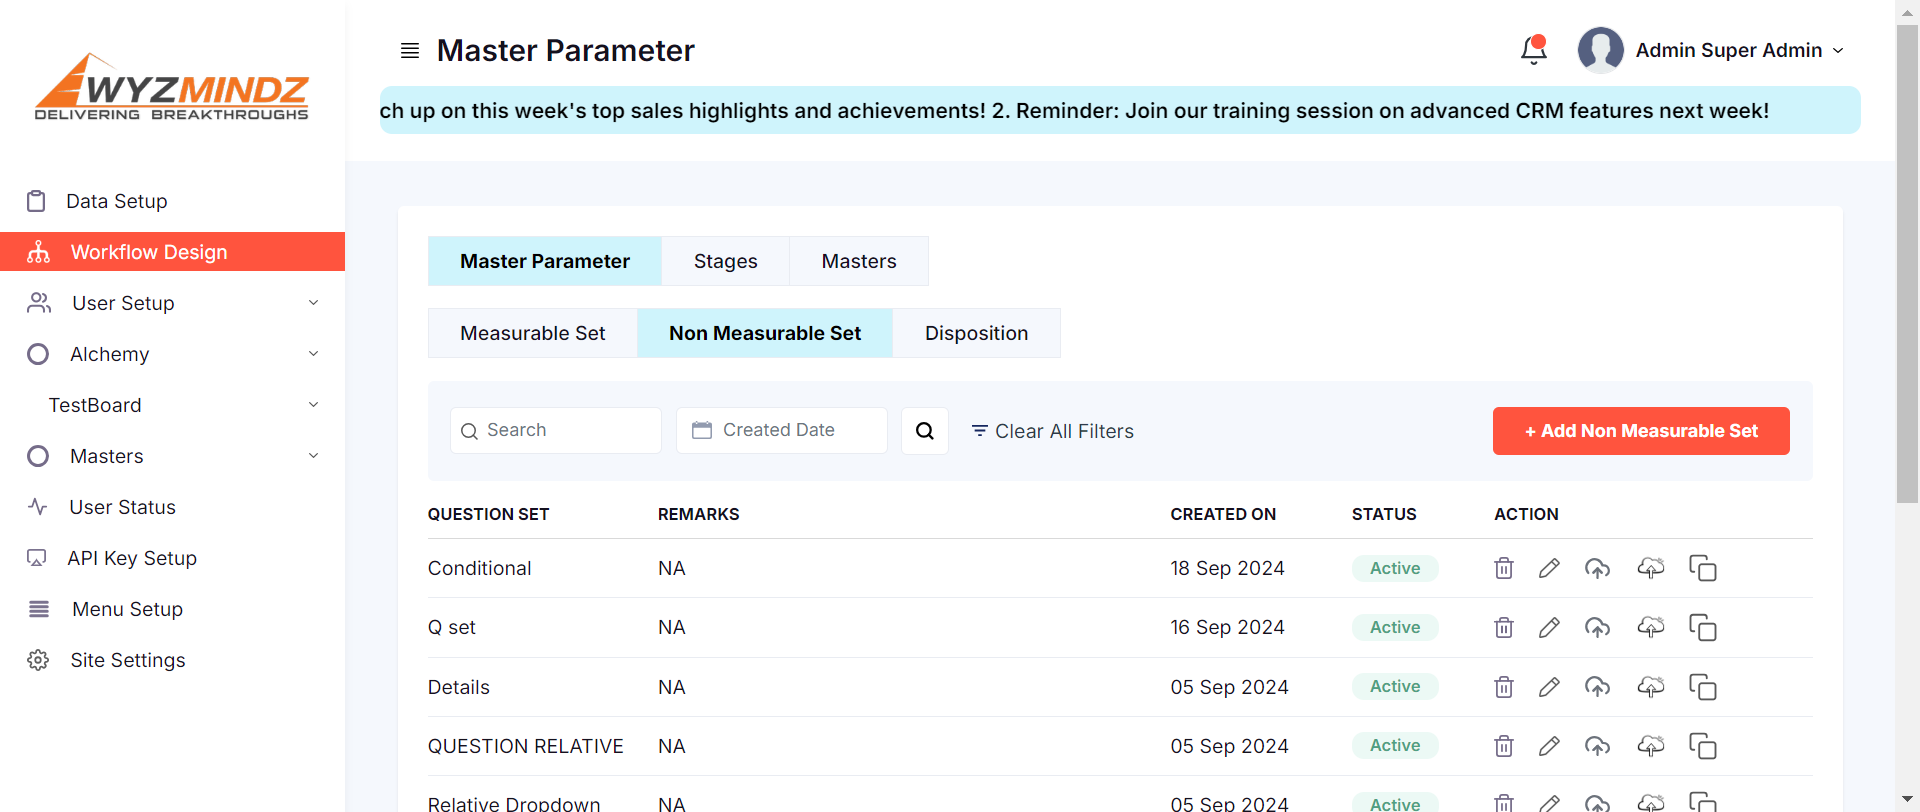 WYZMINDZ
DELIVERING BREAKTHROUGHS
Data Setup
Workflow Design
User Setup
Alchemy
TestBoard
Masters
User Status
API Key Setup
Menu Setup
Site Settings
Master Parameter
Admin Super Admin
ch up on this week's top sales highlights and achievements! 2. Reminder: Join our training session on advanced CRM features next week!
Master Parameter Stages Masters
Measurable Set Non Measurable Set Disposition
Search Created Date Clear All Filters + Add Non Measurable Set
QUESTION SET REMARKS CREATED ON STATUS ACTION
Conditional NA 18 Sep 2024 Active
Q set NA 16 Sep 2024 Active
Details NA 05 Sep 2024 Active
QUESTION RELATIVE NA 05 Sep 2024 Active
Relative Dropdown NA 05 Sep 2024 Active